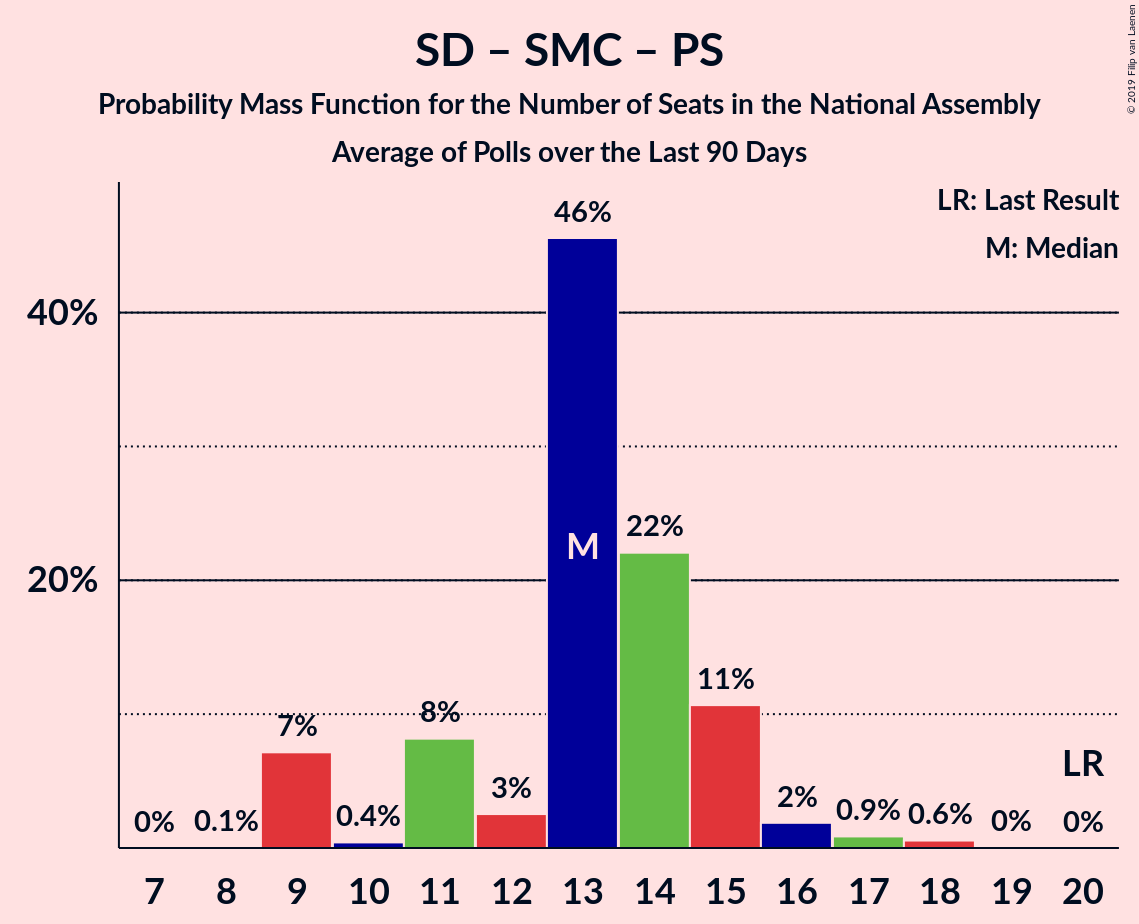 SD – SMC – PS
Probability Mass Function for the Number of Seats in the National Assembly
Average of Polls over the Last 90 Days
© 2019 Filip van Laenen
LR: Last Result
M: Median
40%
20%
0%
0.1%
7%
0.4%
8%
3%
46%
M
22%
11%
2%
0.9%
0.6%
0%
LR
0%
7 8 9 10 11 12 13 14 15 16 17 18 19 20